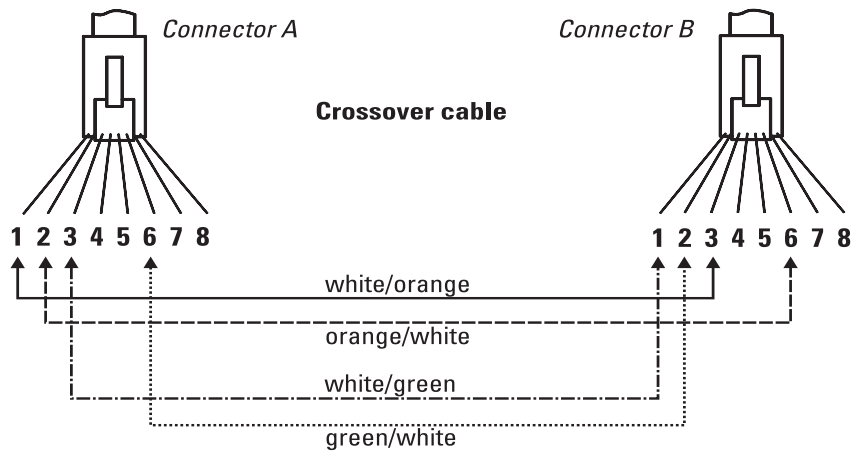 Connector A
Connector B
Crossover cable
1 2 3 4 5 6 7 8
1 2 3 4 5 6 7 8
white/orange
orange/white
white/green
green/white